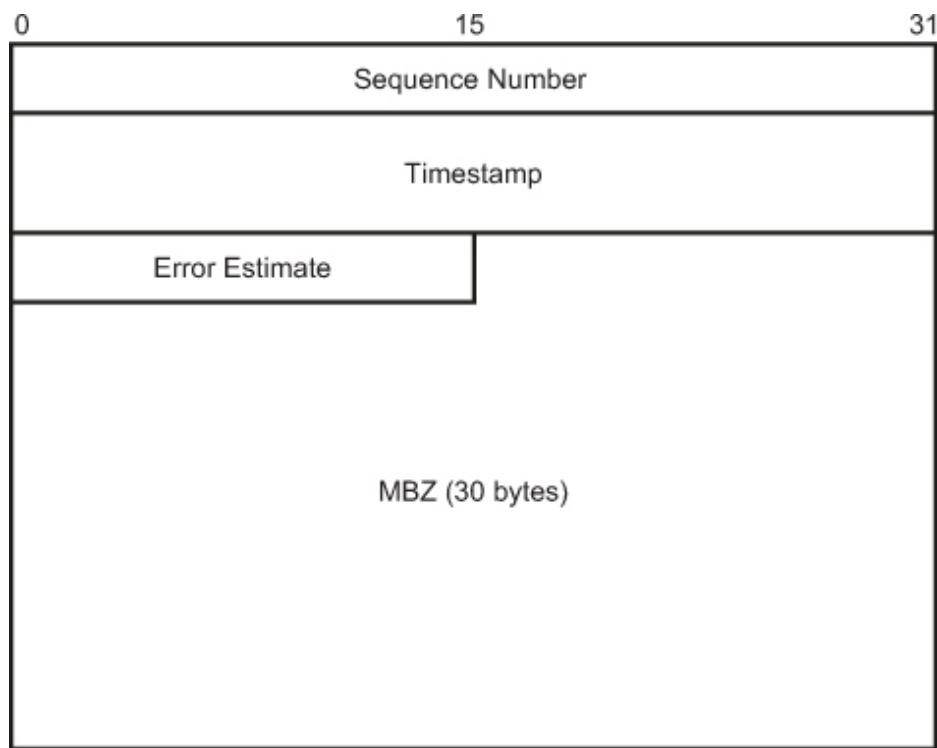 0 15 31
Sequence Number
Timestamp
Error Estimate
MBZ (30 bytes)